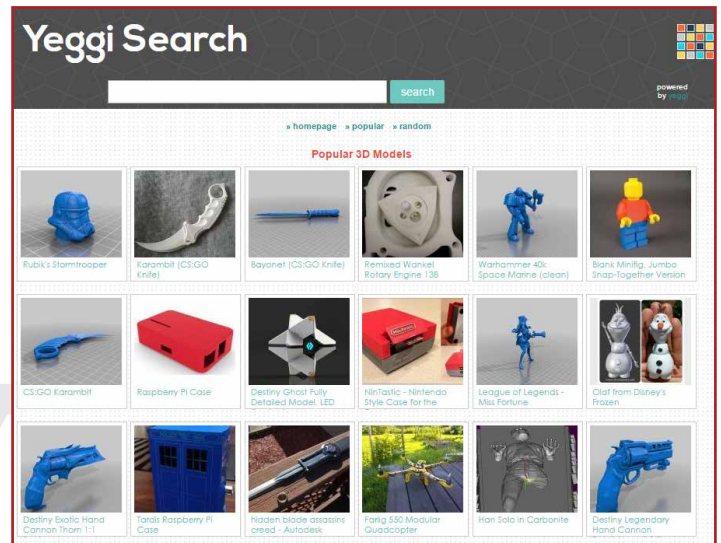 Yeggi Search
search
powered
by yeggi
» homepage » popular » random
Popular 3D Models
Rubik's Stormtrooper
Karambit (CS:GO
Knife)
Bayonet (CS:GO Knife)
Remixed Wankel
Rotary Engine 13B
Warhammer 40k
Space Marine (clean)
Blank Minifig, Jumbo
Snap-Together Version
CS:GO Karambit
Raspberry Pi Case
Destiny Ghost Fully
Detailed Model, LED
NinTastic - Nintendo
Style Case for the
League of Legends -
Miss Fortune
Olaf from Disney's
Frozen
Destiny Exotic Hand
Cannon Thorn 1:1
Tardis Raspberry Pi
Case
hidden blade assassins
creed - Autodesk
Farlig 550 Modular
Quadcopter
Han Solo in Carbonite
Destiny Legendary
Hand Cannon